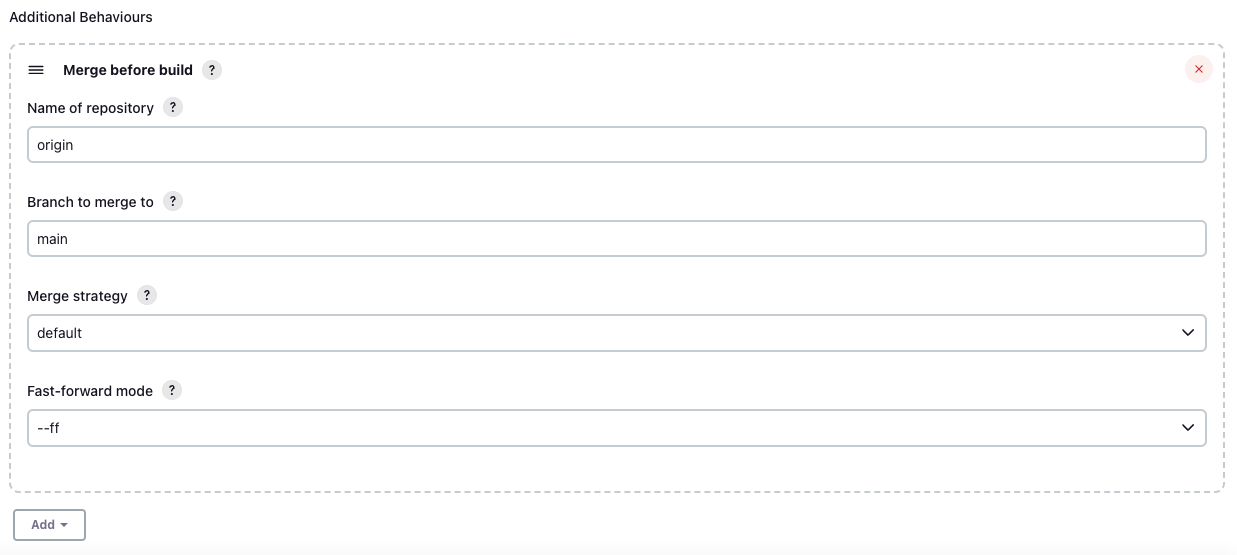 Additional Behaviours
Merge before build ?
Name of repository ?
origin
Branch to merge to ?
main
Merge strategy ?
default
Fast-forward mode ?
--ff
Add